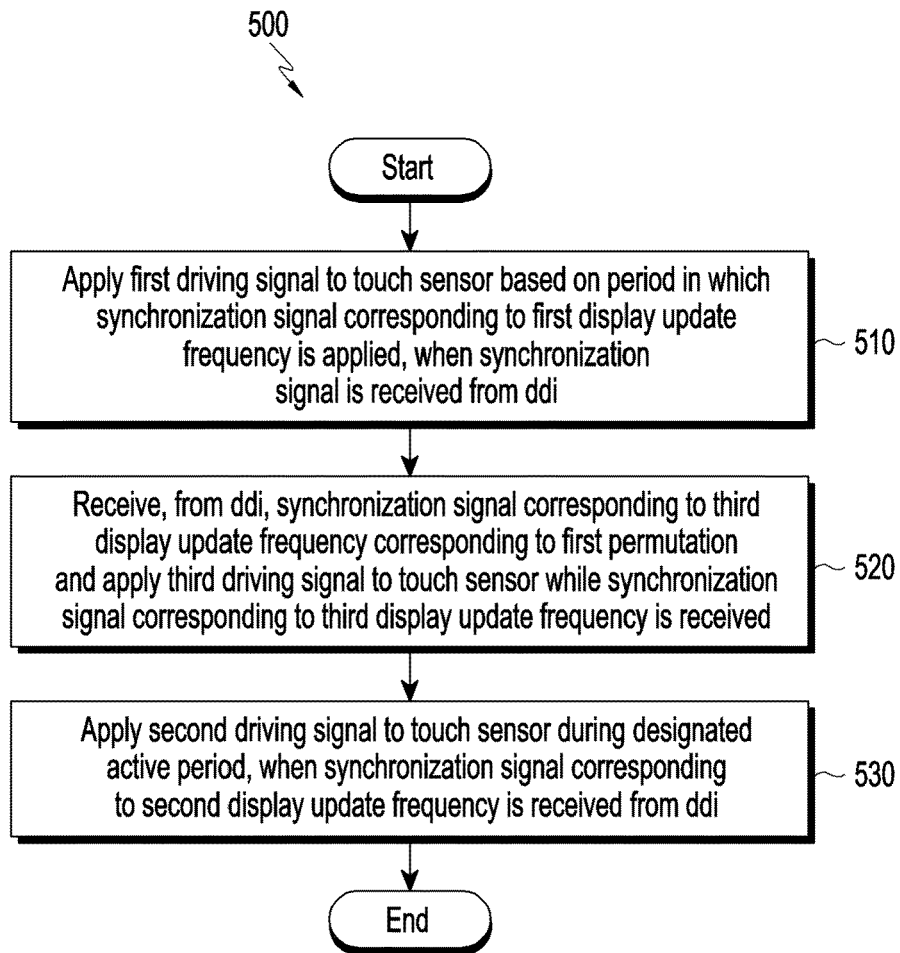 500
Start
Apply first driving signal to touch sensor based on period in which
synchronization signal corresponding to first display update
frequency is applied, when synchronization
signal is received from ddi
510
Receive, from ddi, synchronization signal corresponding to third
display update frequency corresponding to first permutation
and apply third driving signal to touch sensor while synchronization
signal corresponding to third display update frequency is received
520
Apply second driving signal to touch sensor during designated
active period, when synchronization signal corresponding
to second display update frequency is received from ddi
530
End